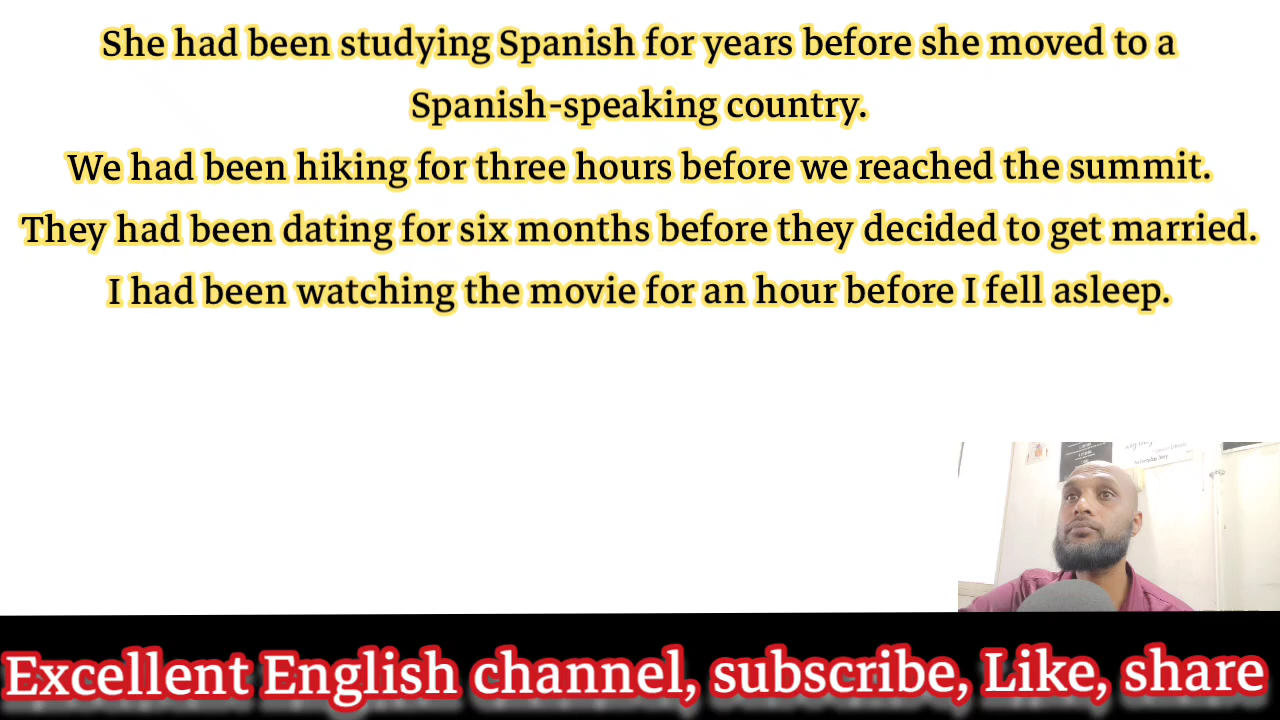 She had been studying Spanish for years before she moved to a
Spanish-speaking country.
We had been hiking for three hours before we reached the summit.
They had been dating for six months before they decided to get married.
I had been watching the movie for an hour before I fell asleep.
Excellent English channel, subscribe, Like, share